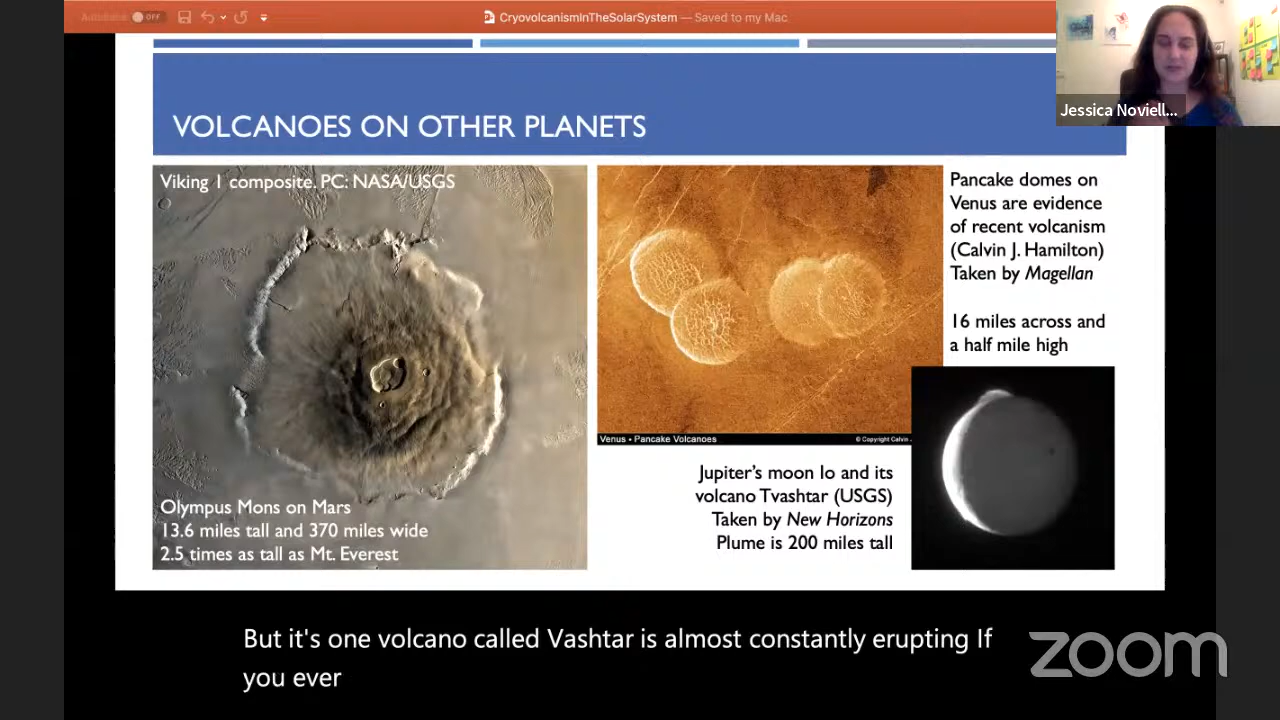 AutoSave OFF
CryovolcanismInTheSolarSystem — Saved to my Mac
Jessica Noviell...
VOLCANOES ON OTHER PLANETS
Viking 1 composite. PC: NASA/USGS
Olympus Mons on Mars
13.6 miles tall and 370 miles wide
2.5 times as tall as Mt. Everest
Venus • Pancake Volcanoes
© Copyright Calvin J
Pancake domes on
Venus are evidence
of recent volcanism
(Calvin J. Hamilton)
Taken by Magellan
16 miles across and
a half mile high
Jupiter's moon Io and its
volcano Tvashtar (USGS)
Taken by New Horizons
Plume is 200 miles tall
But it's one volcano called Vashtar is almost constantly erupting If
you ever
zoom